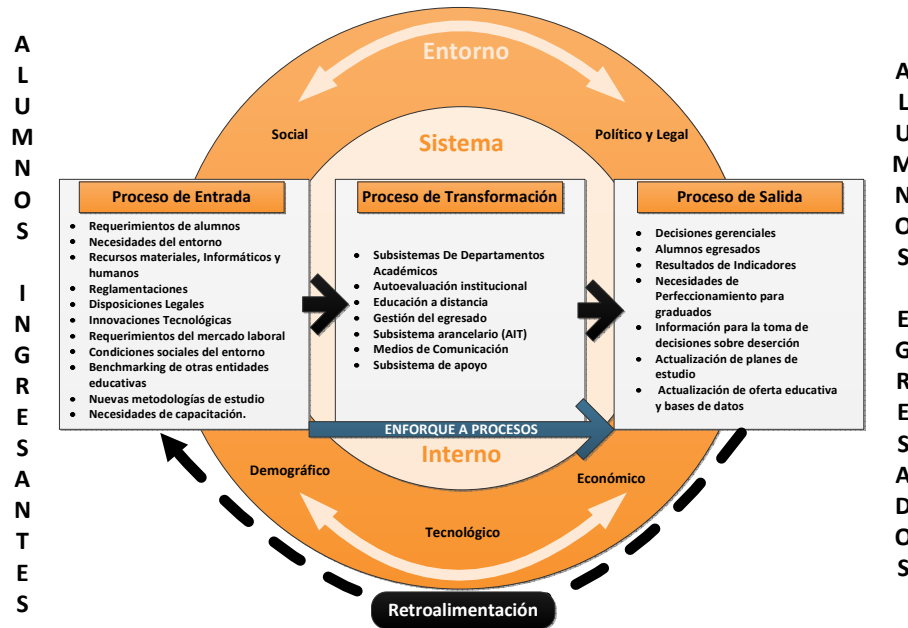 ALUMNOS INGRESANTES
Entorno
Social
Político y Legal
Sistema
Proceso de Entrada
• Requerimientos de alumnos
• Necesidades del entorno
• Recursos materiales, Informáticos y
humanos
• Reglamentaciones
• Disposiciones Legales
• Innovaciones Tecnológicas
• Requerimientos del mercado laboral
• Condiciones sociales del entorno
• Benchmarking de otras entidades
educativas
• Nuevas metodologías de estudio
• Necesidades de capacitación.
Proceso de Transformación
• Subsistemas De Departamentos
Académicos
• Autoevaluación institucional
• Educación a distancia
• Gestión del egresado
• Subsistema arancelario (AIT)
• Medios de Comunicación
• Subsistema de apoyo
Proceso de Salida
• Decisiones gerenciales
• Alumnos egresados
• Resultados de Indicadores
• Necesidades de
Perfeccionamiento para
graduados
• Información para la toma de
decisiones sobre deserción
• Actualización de planes de
estudio
• Actualización de oferta educativa
y bases de datos
ENFORQUE A PROCESOS
Interno
Demográfico
Económico
Tecnológico
Retroalimentación
ALUMNOS EGRESADOS